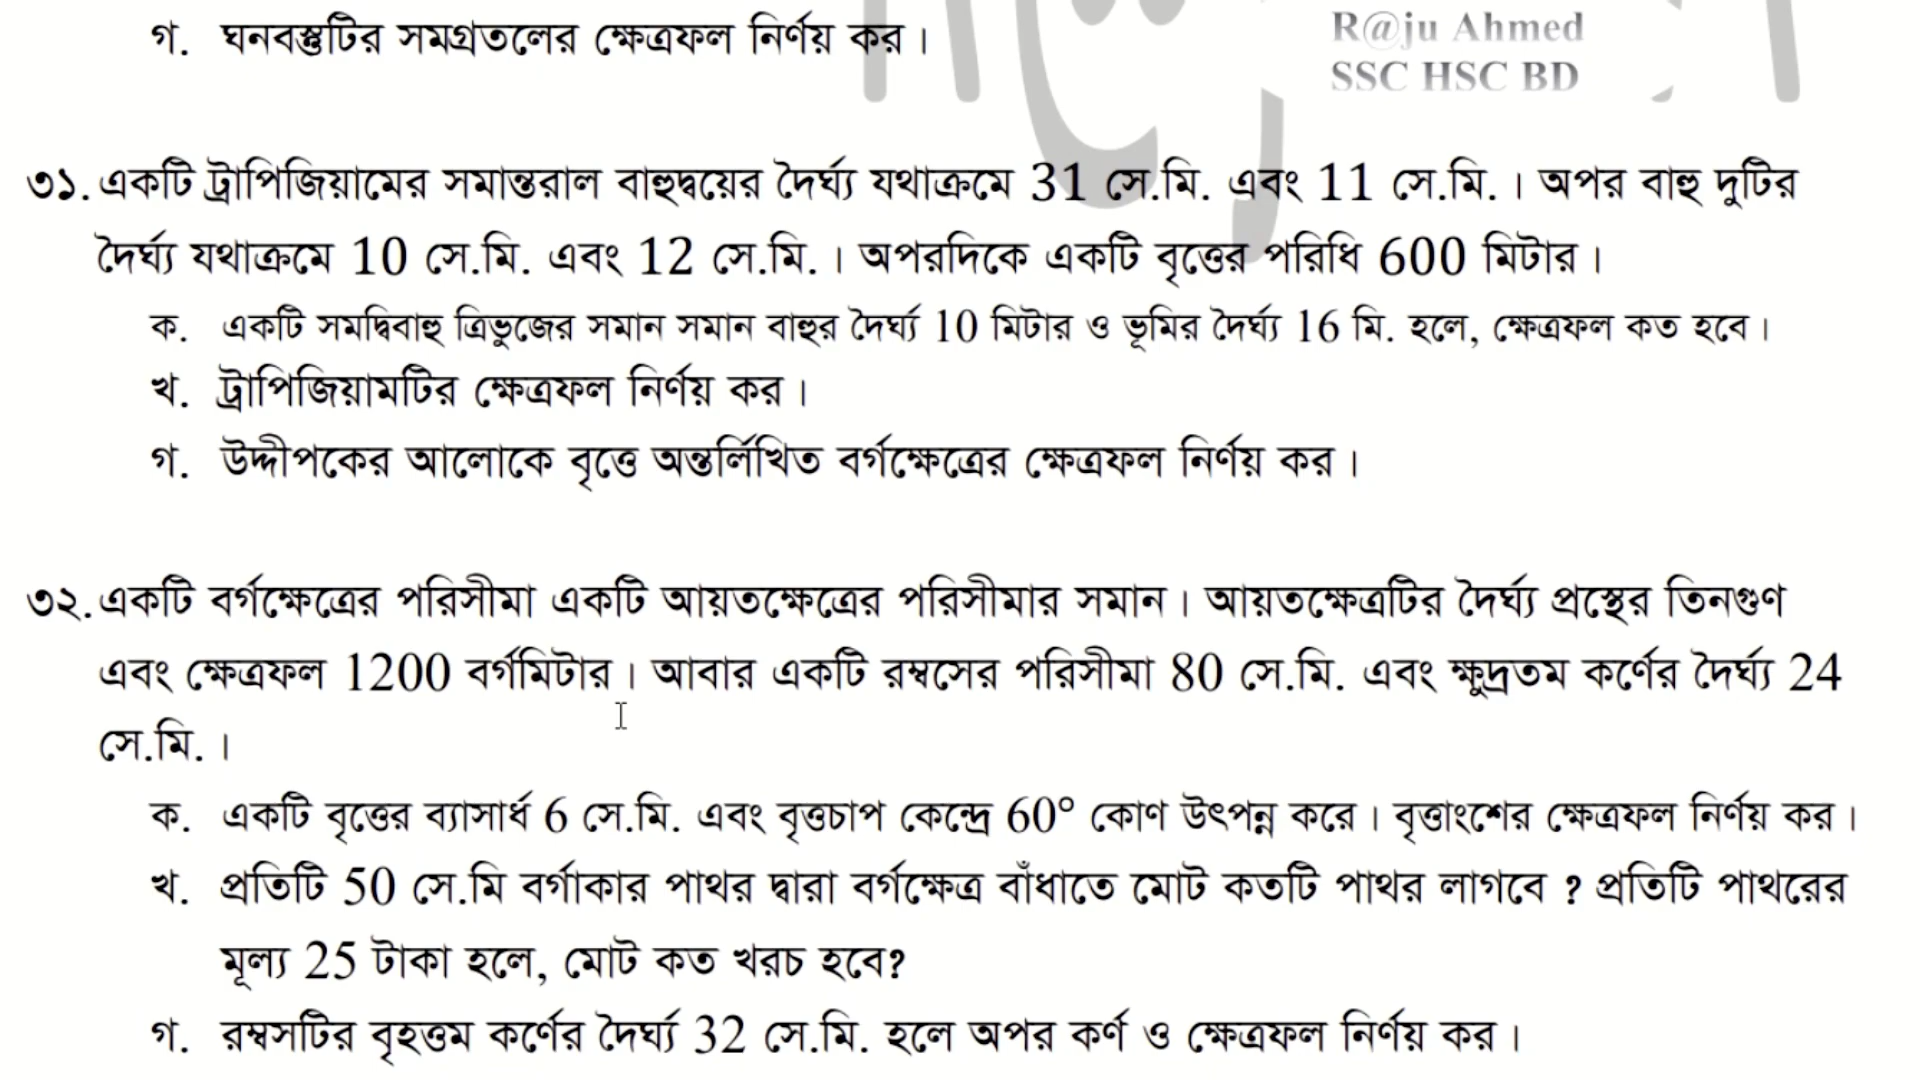 গ. ঘনবস্তুটির সমগ্রতলের ক্ষেত্রফল নির্ণয় কর।
R@ju Ahmed
SSC HSC BD
৩১. একটি ট্রাপিজিয়ামের সমান্তরাল বাহুদ্বয়ের দৈর্ঘ্য যথাক্রমে 31 সে.মি. এবং 11 সে.মি.। অপর বাহু দুটির
দৈর্ঘ্য যথাক্রমে 10 সে.মি. এবং 12 সে.মি.। অপরদিকে একটি বৃত্তের পরিধি 600 মিটার।
ক. একটি সমদ্বিবাহু ত্রিভুজের সমান সমান বাহুর দৈর্ঘ্য 10 মিটার ও ভূমির দৈর্ঘ্য 16 মি. হলে, ক্ষেত্রফল কত হবে।
খ. ট্রাপিজিয়ামটির ক্ষেত্রফল নির্ণয় কর।
গ. উদ্দীপকের আলোকে বৃত্তে অন্তর্লিখিত বর্গক্ষেত্রের ক্ষেত্রফল নির্ণয় কর।
৩২. একটি বর্গক্ষেত্রের পরিসীমা একটি আয়তক্ষেত্রের পরিসীমার সমান। আয়তক্ষেত্রটির দৈর্ঘ্য প্রস্থের তিনগুণ
এবং ক্ষেত্রফল 1200 বর্গমিটার। আবার একটি রম্বসের পরিসীমা 80 সে.মি. এবং ক্ষুদ্রতম কর্ণের দৈর্ঘ্য 24
সে.মি.।
ক. একটি বৃত্তের ব্যাসার্ধ 6 সে.মি. এবং বৃত্তচাপ কেন্দ্রে 60° কোণ উৎপন্ন করে। বৃত্তাংশের ক্ষেত্রফল নির্ণয় কর।
খ. প্রতিটি 50 সে.মি বর্গাকার পাথর দ্বারা বর্গক্ষেত্র বাঁধাতে মোট কতটি পাথর লাগবে ? প্রতিটি পাথরের
মূল্য 25 টাকা হলে, মোট কত খরচ হবে?
গ. রম্বসটির বৃহত্তম কর্ণের দৈর্ঘ্য 32 সে.মি. হলে অপর কর্ণ ও ক্ষেত্রফল নির্ণয় কর।